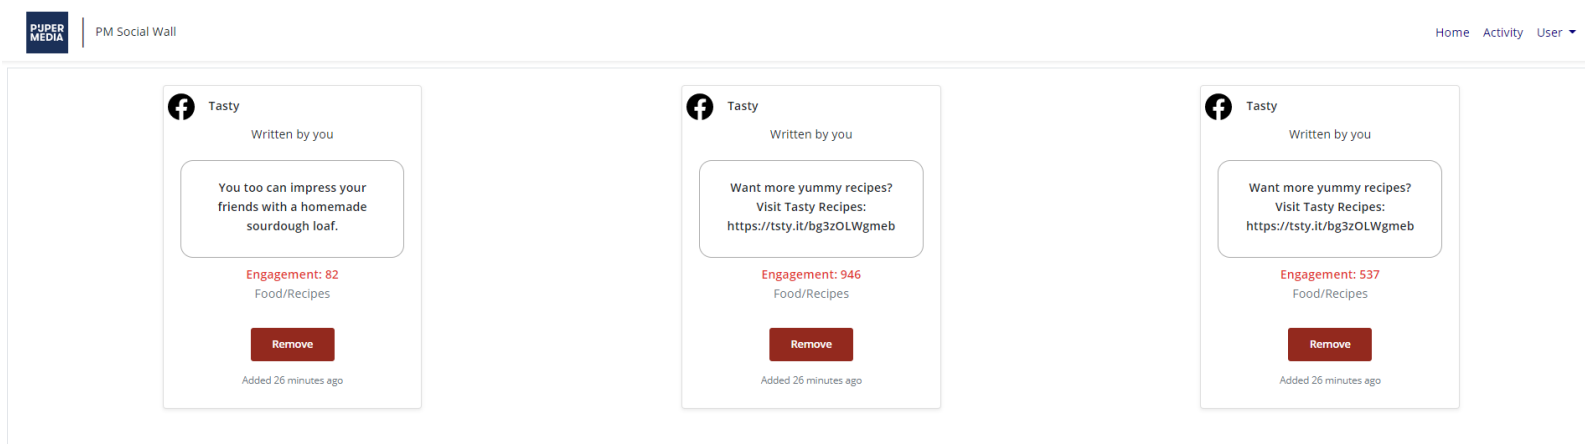 PIJPER
MEDIA
PM Social Wall
Home Activity User
Tasty
Written by you
You too can impress your
friends with a homemade
sourdough loaf.
Engagement: 82
Food/Recipes
Remove
Added 26 minutes ago
Tasty
Written by you
Want more yummy recipes?
Visit Tasty Recipes:
https://tsty.it/bg3zOLWgmeb
Engagement: 946
Food/Recipes
Remove
Added 26 minutes ago
Tasty
Written by you
Want more yummy recipes?
Visit Tasty Recipes:
https://tsty.it/bg3zOLWgmeb
Engagement: 537
Food/Recipes
Remove
Added 26 minutes ago